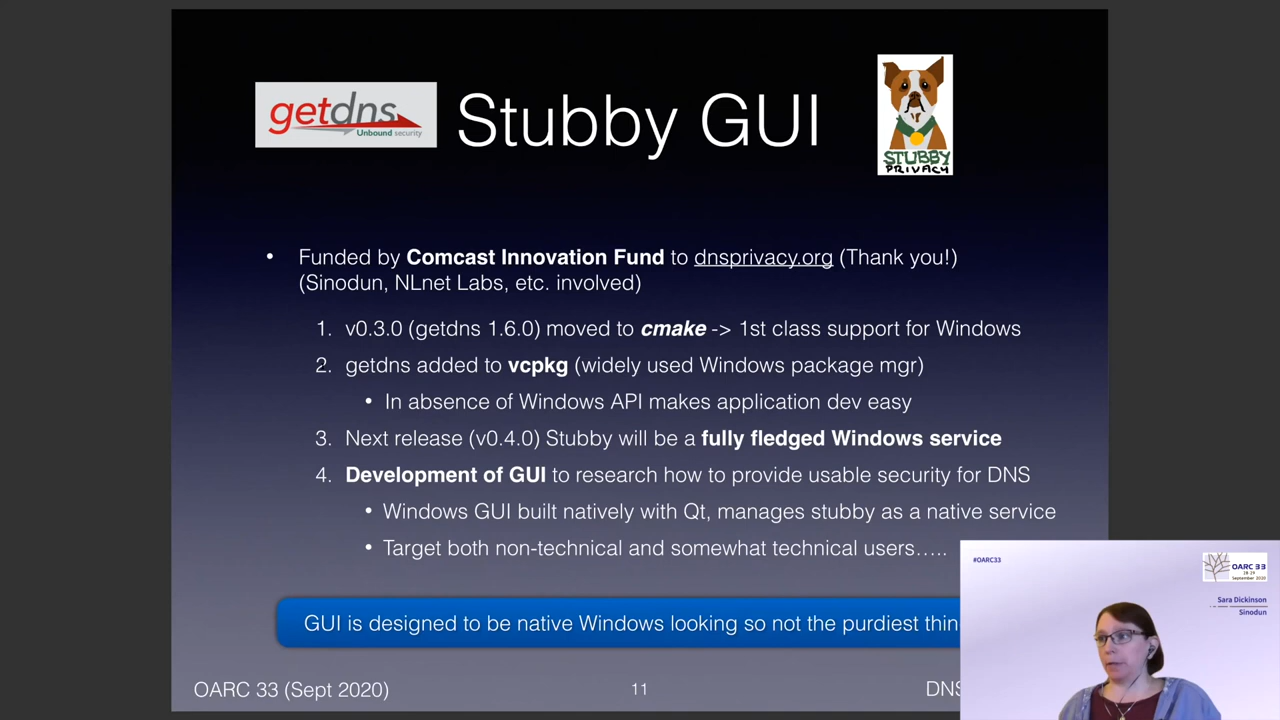 getdns
Unbound security
Stubby GUI
STUBBY
PRIVACY
• Funded by Comcast Innovation Fund to dnsprivacy.org (Thank you!)
(Sinodun, NLnet Labs, etc. involved)
1. v0.3.0 (getdns 1.6.0) moved to cmake -> 1st class support for Windows
2. getdns added to vcpkg (widely used Windows package mgr)
• In absence of Windows API makes application dev easy
3. Next release (v0.4.0) Stubby will be a fully fledged Windows service
4. Development of GUI to research how to provide usable security for DNS
• Windows GUI built natively with Qt, manages stubby as a native service
• Target both non-technical and somewhat technical users…..
GUI is designed to be native Windows looking so not the purdiest thin
OARC 33 (Sept 2020)
11
DNS
#OARC33
OARC 33
28-29
September 2020
Sara Dickinson
Sinodun